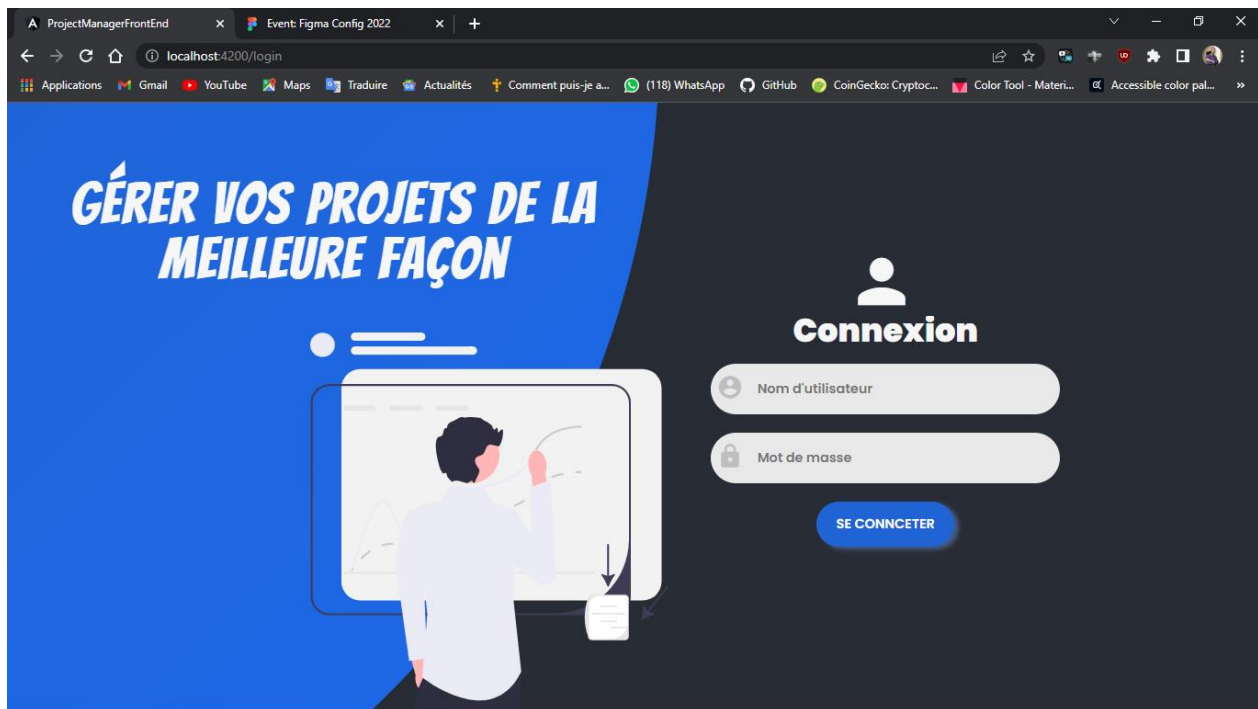 ProjectManagerFrontEnd
Event: Figma Config 2022
localhost:4200/login
Applications Gmail YouTube Maps Traduire Actualités Comment puis-je a... (118) WhatsApp GitHub CoinGecko: Cryptoc... Color Tool - Materi... Accessible color pal... »
GÉRER VOS PROJETS DE LA
MEILLEURE FAÇON
Connexion
Nom d'utilisateur
Mot de masse
SE CONNCETER